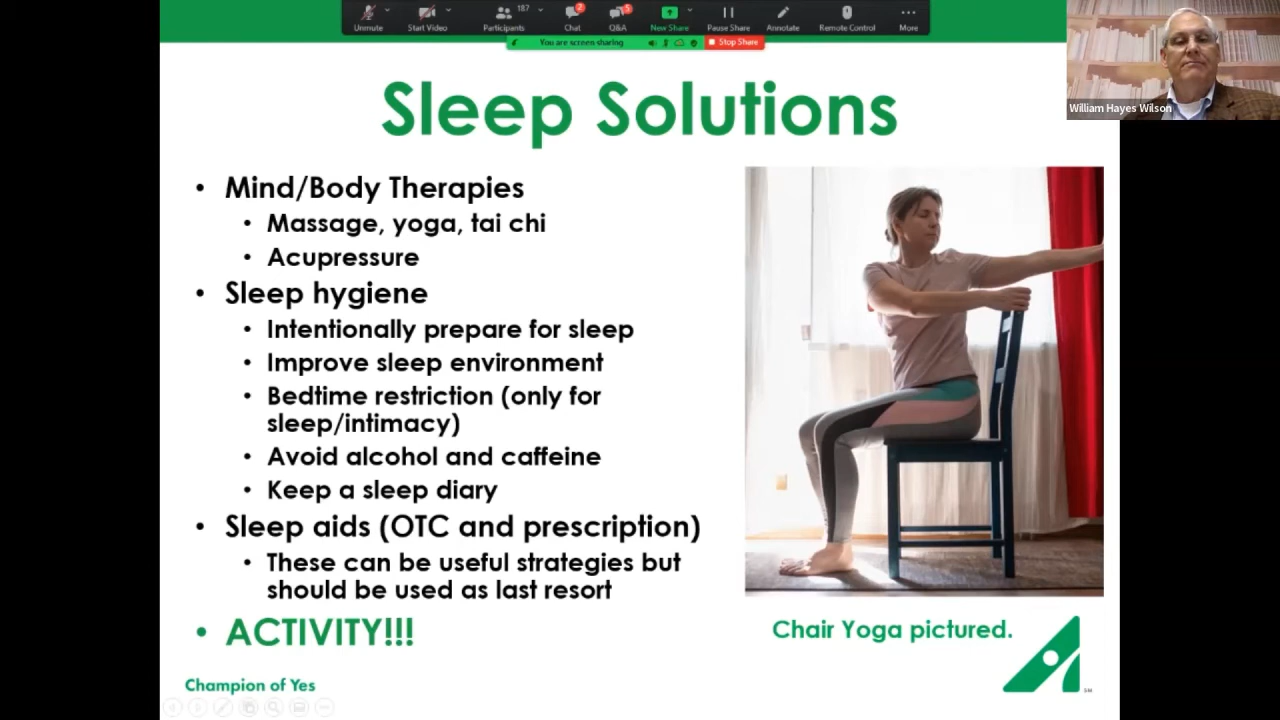 187
2
5
Unmute
Start Video
Participants
Chat
Q&A
New Share
Pause Share
Annotate
Remote Control
More
You are screen sharing
Stop Share
William Hayes Wilson
Sleep Solutions
• Mind/Body Therapies
• Massage, yoga, tai chi
• Acupressure
• Sleep hygiene
• Intentionally prepare for sleep
• Improve sleep environment
• Bedtime restriction (only for
sleep/intimacy)
• Avoid alcohol and caffeine
• Keep a sleep diary
• Sleep aids (OTC and prescription)
• These can be useful strategies but
should be used as last resort
• ACTIVITY!!!
Chair Yoga pictured.
Champion of Yes
SM